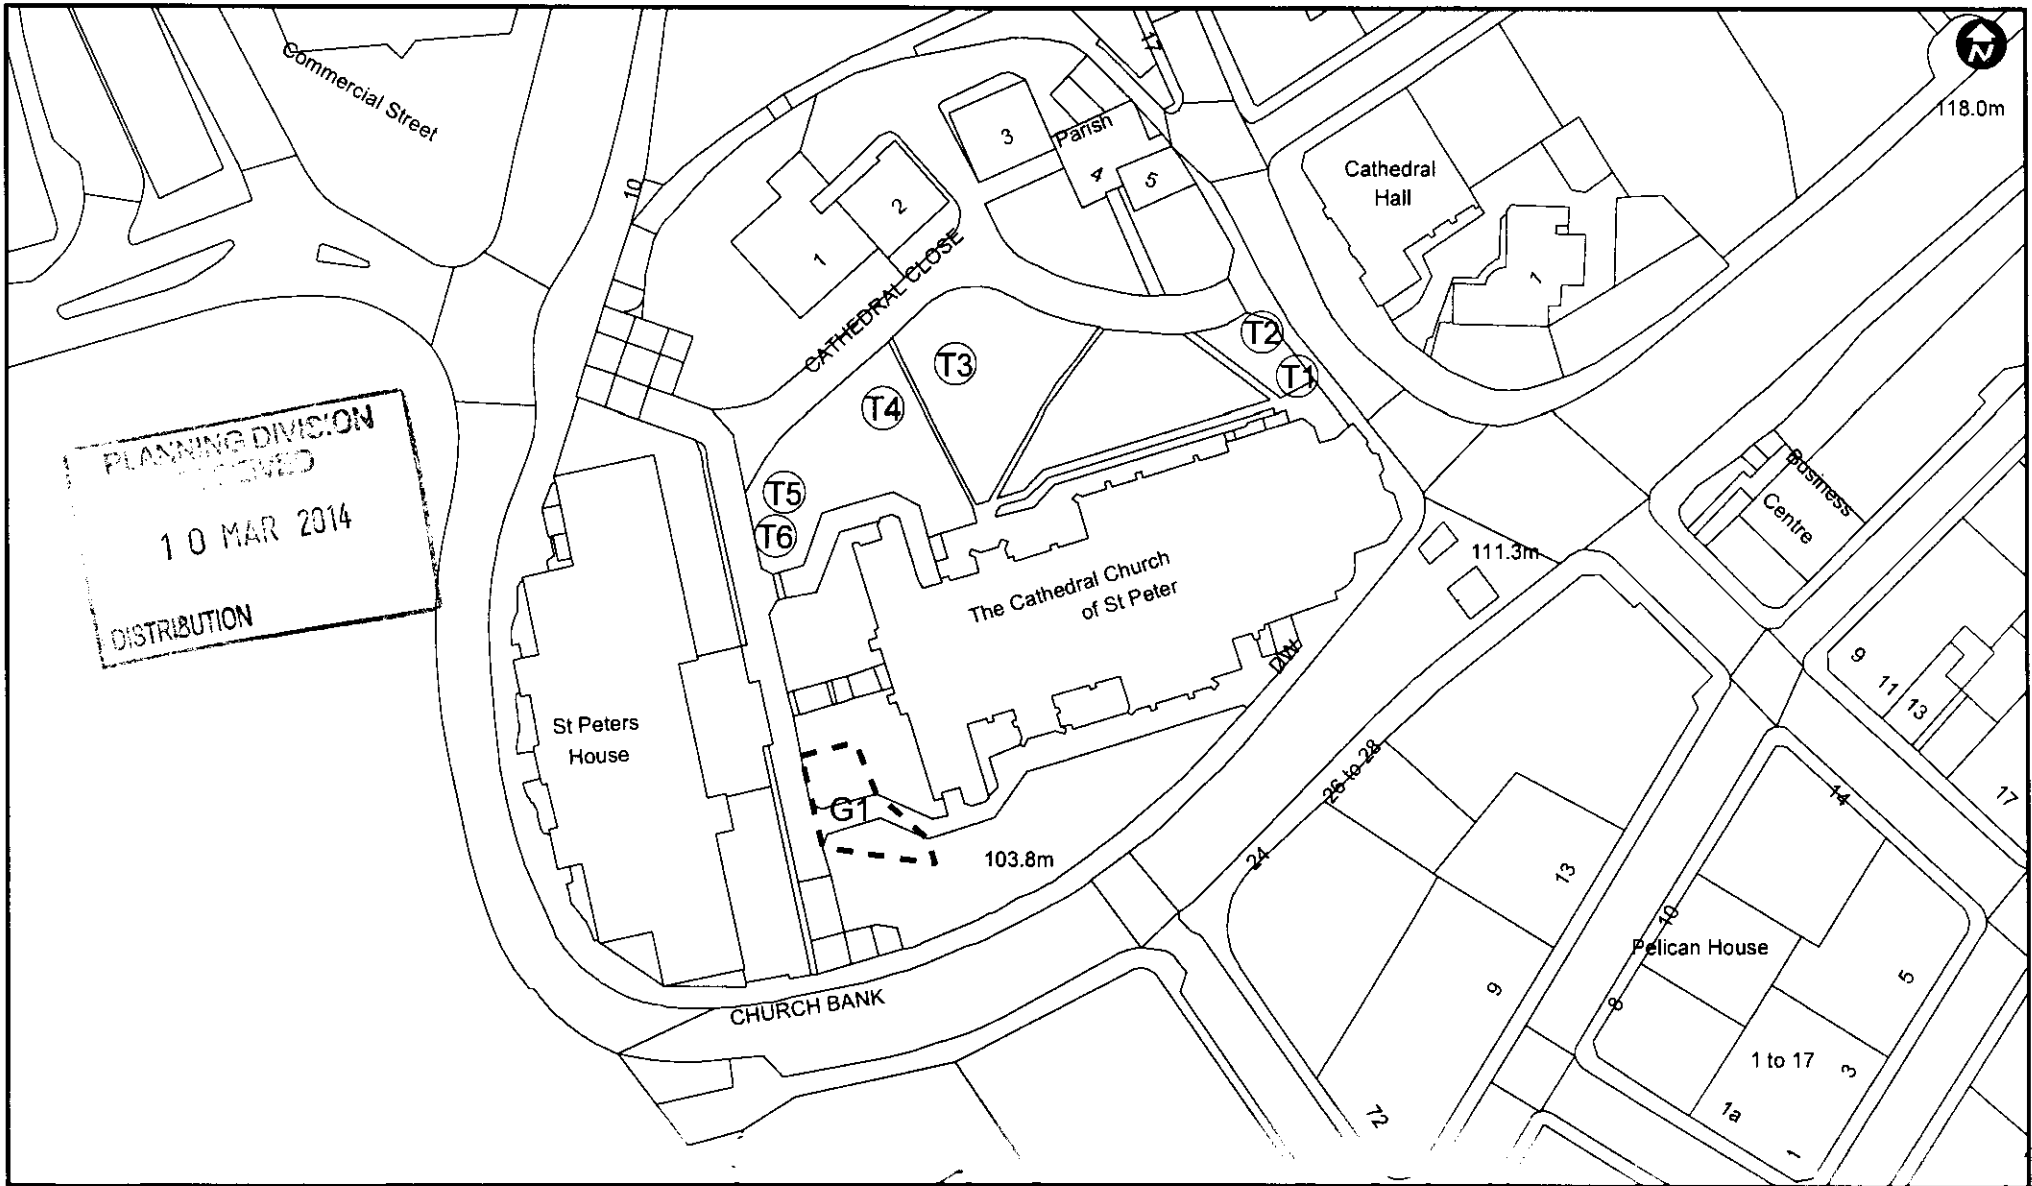 Commercial Street
N
118.0m
17
3
Parish
4
5
Cathedral
Hall
10
2
1
CATHEDRAL CLOSE
1
T2
T1
T3
T4
T5
T6
PLANNING DIVISION
10 MAR 2014
DISTRIBUTION
Business
Centre
111.3m
The Cathedral Church
of St Peter
DW
St Peters
House
G1
103.8m
26 to 28
24
9
11
13
17
14
13
10
Pelican House
9
8
5
1 to 17
3
1a
1
72
CHURCH BANK